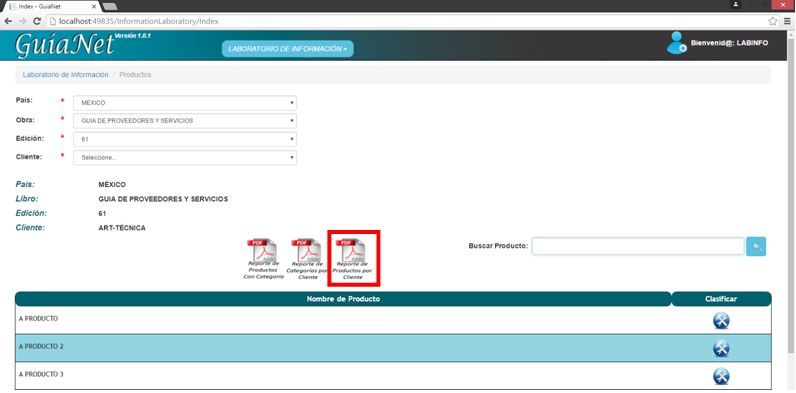 Index - GuiaNet
localhost:49835/InformationLaboratory/Index
GuíaNet Versión 1.0.1
LABORATORIO DE INFORMACIÓN
Bienvenid@: LABINFO
Laboratorio de Información / Productos
País: * MEXICO
Obra: * GUIA DE PROVEEDORES Y SERVICIOS
Edición: * 61
Cliente: * Seleccione...
País: MÉXICO
Libro: GUIA DE PROVEEDORES Y SERVICIOS
Edición: 61
Cliente: ART-TÉCNICA
PDF PDF PDF
Reporte de Productos Con Categoría
Reporte de Categorías por Cliente
Reporte de Productos por Cliente
Buscar Producto:
Nombre de Producto Clasificar
A PRODUCTO
A PRODUCTO 2
A PRODUCTO 3